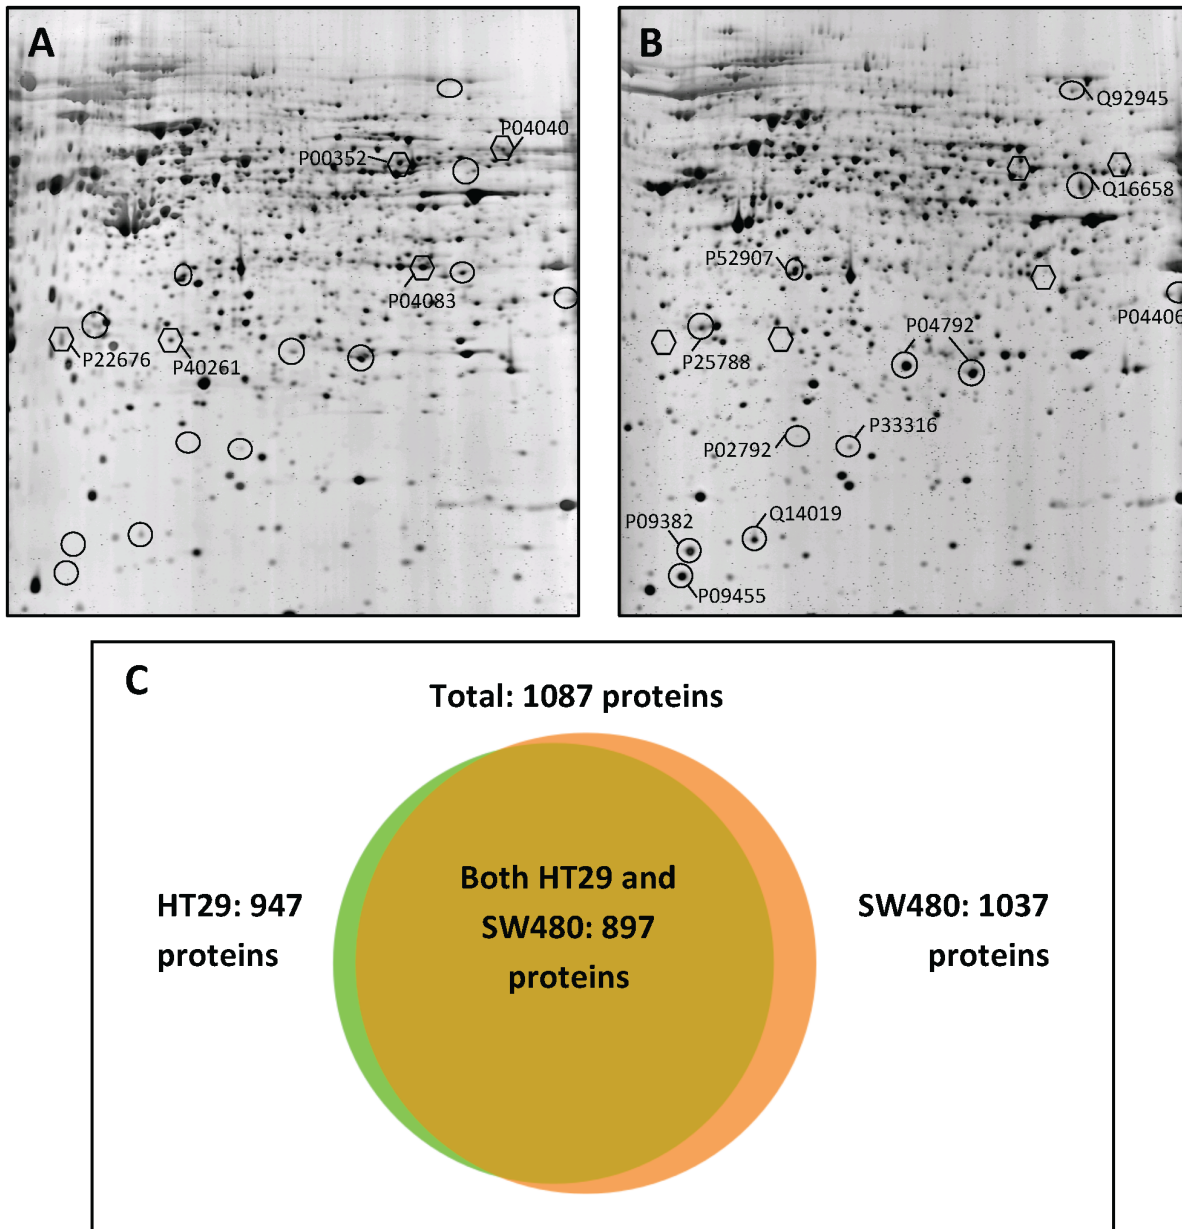 A
P04040
P00352
P04083
P22676
P40261
B
Q92945
Q16658
P52907
P04406
P04792
P25788
P33316
P02792
Q14019
P09382
P09455
C
Total: 1087 proteins
Both HT29 and
SW480: 897
proteins
HT29: 947
proteins
SW480: 1037
proteins